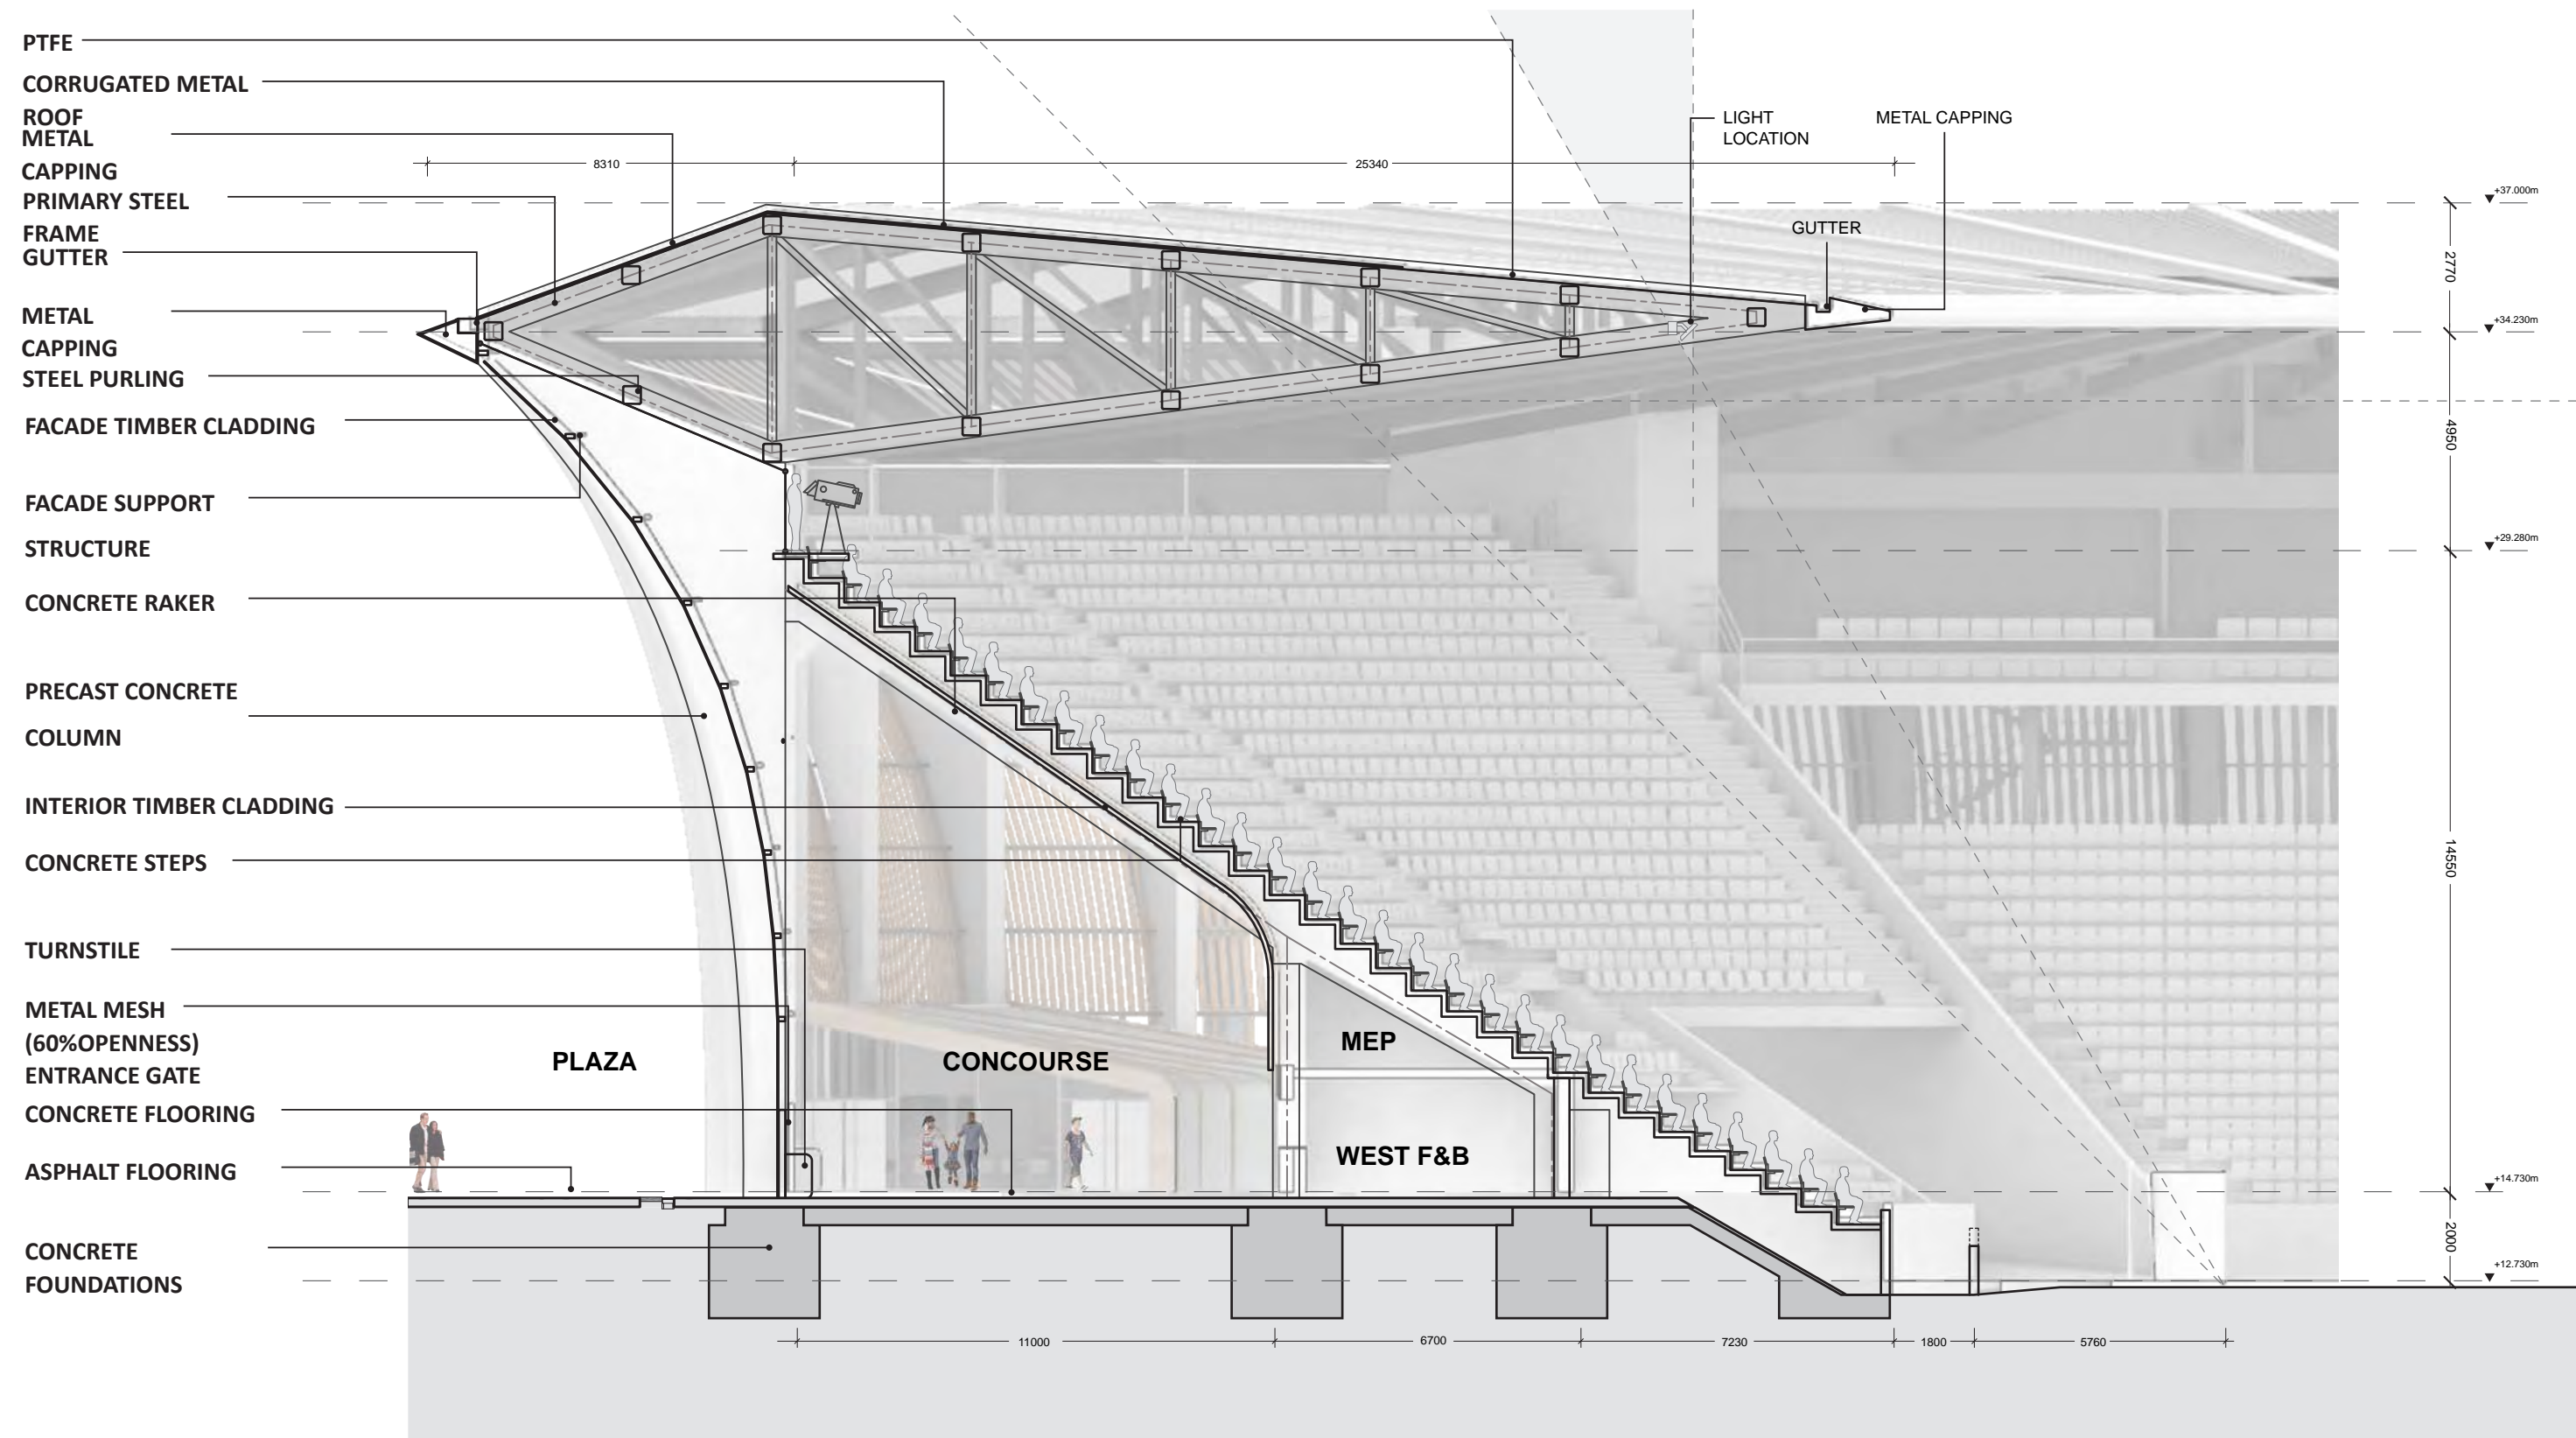 PTFE
CORRUGATED METAL
ROOF
METAL
CAPPING
PRIMARY STEEL
FRAME
GUTTER
METAL
CAPPING
STEEL PURLING
FACADE TIMBER CLADDING
FACADE SUPPORT
STRUCTURE
CONCRETE RAKER
PRECAST CONCRETE
COLUMN
INTERIOR TIMBER CLADDING
CONCRETE STEPS
TURNSTILE
METAL MESH
(60%OPENNESS)
ENTRANCE GATE
CONCRETE FLOORING
ASPHALT FLOORING
CONCRETE
FOUNDATIONS
LIGHT
LOCATION
METAL CAPPING
GUTTER
8310
25340
+37.000m
2770
+34.230m
4950
+29.280m
14550
+14.730m
2000
+12.730m
PLAZA
CONCOURSE
MEP
WEST F&B
11000
6700
7230
1800
5760